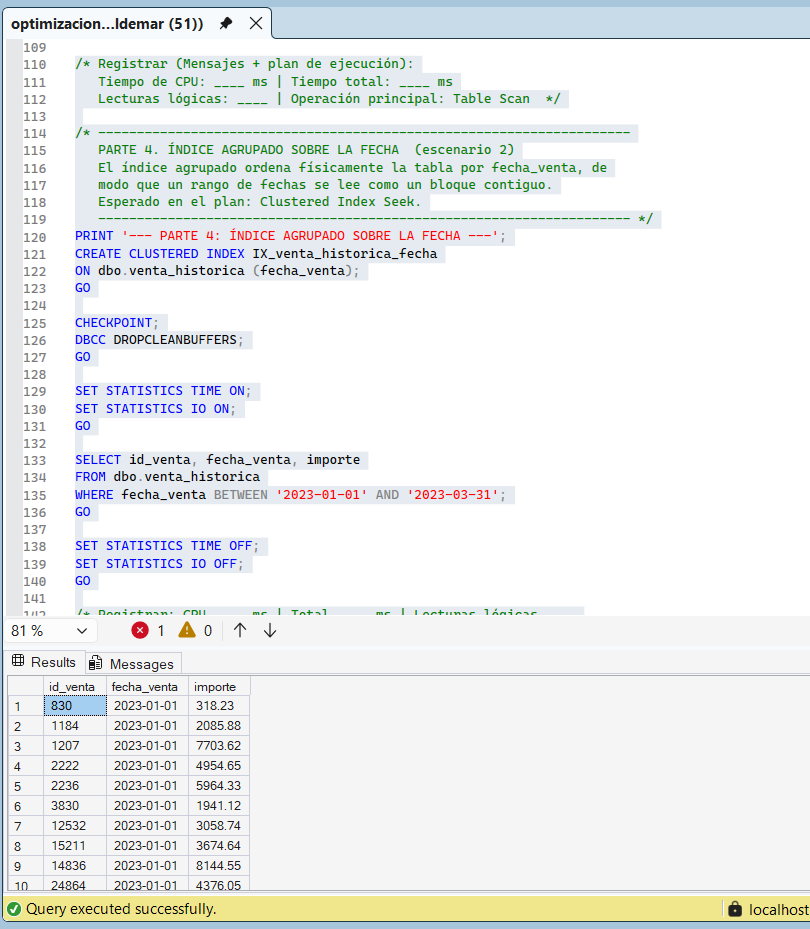 optimizacion...ldemar (51))
109
110 /* Registrar (Mensajes + plan de ejecución):
111 Tiempo de CPU: ____ ms | Tiempo total: ____ ms
112 Lecturas lógicas: ____ | Operación principal: Table Scan */
113
114 /* -------------------------------------------------------------------
115 PARTE 4. ÍNDICE AGRUPADO SOBRE LA FECHA (escenario 2)
116 El índice agrupado ordena físicamente la tabla por fecha_venta, de
117 modo que un rango de fechas se lee como un bloque contiguo.
118 Esperado en el plan: Clustered Index Seek.
119 ------------------------------------------------------------------- */
120 PRINT '--- PARTE 4: ÍNDICE AGRUPADO SOBRE LA FECHA ---';
121 CREATE CLUSTERED INDEX IX_venta_historica_fecha
122 ON dbo.venta_historica (fecha_venta);
123 GO
124
125 CHECKPOINT;
126 DBCC DROPCLEANBUFFERS;
127 GO
128
129 SET STATISTICS TIME ON;
130 SET STATISTICS IO ON;
131 GO
132
133 SELECT id_venta, fecha_venta, importe
134 FROM dbo.venta_historica
135 WHERE fecha_venta BETWEEN '2023-01-01' AND '2023-03-31';
136 GO
137
138 SET STATISTICS TIME OFF;
139 SET STATISTICS IO OFF;
140 GO
141
142 /* Registrar: CPU ____ ms | Total ____ ms | Lecturas lógicas ____
81 % 1 0
Results Messages
id_venta fecha_venta importe
1 830 2023-01-01 318.23
2 1184 2023-01-01 2085.88
3 1207 2023-01-01 7703.62
4 2222 2023-01-01 4954.65
5 2236 2023-01-01 5964.33
6 3830 2023-01-01 1941.12
7 12532 2023-01-01 3058.74
8 15211 2023-01-01 3674.64
9 14836 2023-01-01 8144.55
10 24864 2023-01-01 4376.05
Query executed successfully. localhost